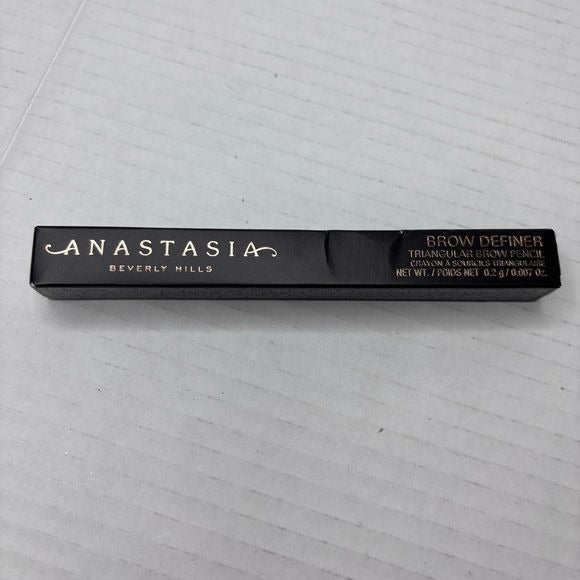 ANASTASIA
BEVERLY HILLS
BROW DEFINER
TRIANGULAR BROW PENCIL
CRAYON À SOURCILS TRIANGULAIRE
NET WT. / POIDS NET 0.2 g / 0.007 Oz.